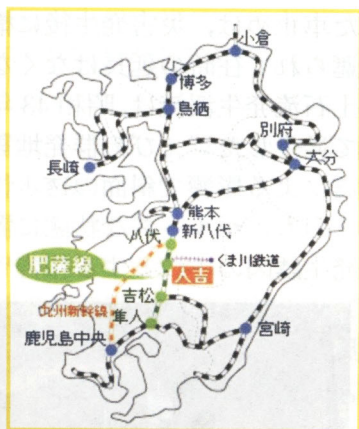 小倉
博多
鳥栖
別府
大分
長崎
熊本
新八代
八代
肥薩線
人吉
くま川鉄道
吉松
九州新幹線
隼人
鹿児島中央
宮崎